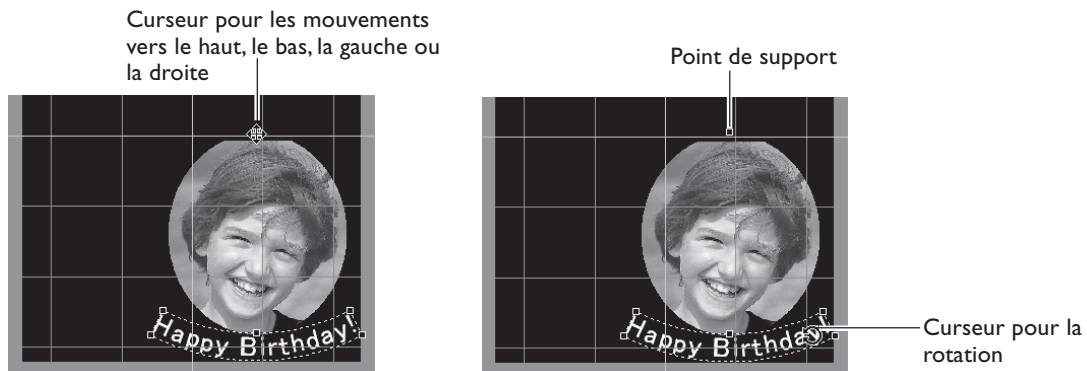 Curseur pour les mouvements
vers le haut, le bas, la gauche ou
la droite
Point de support
Happy Birthday!
Happy Birthday!
Curseur pour la
rotation